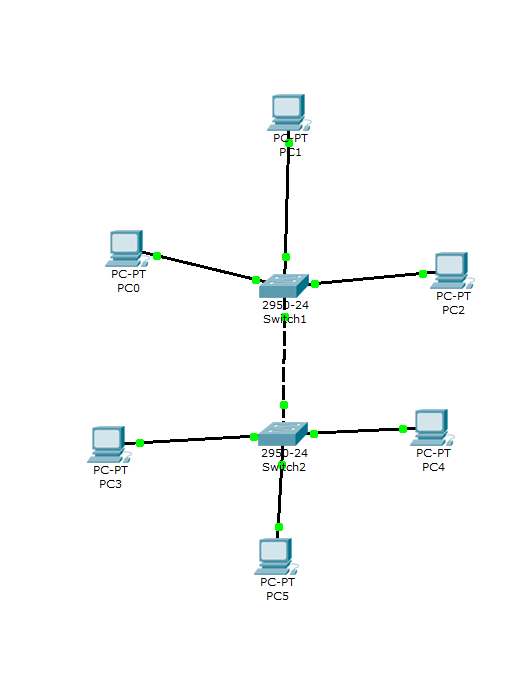 PC-PT
PC1
PC-PT
PC0
PC-PT
PC2
2950-24
Switch1
PC-PT
PC3
2950-24
Switch2
PC-PT
PC4
PC-PT
PC5